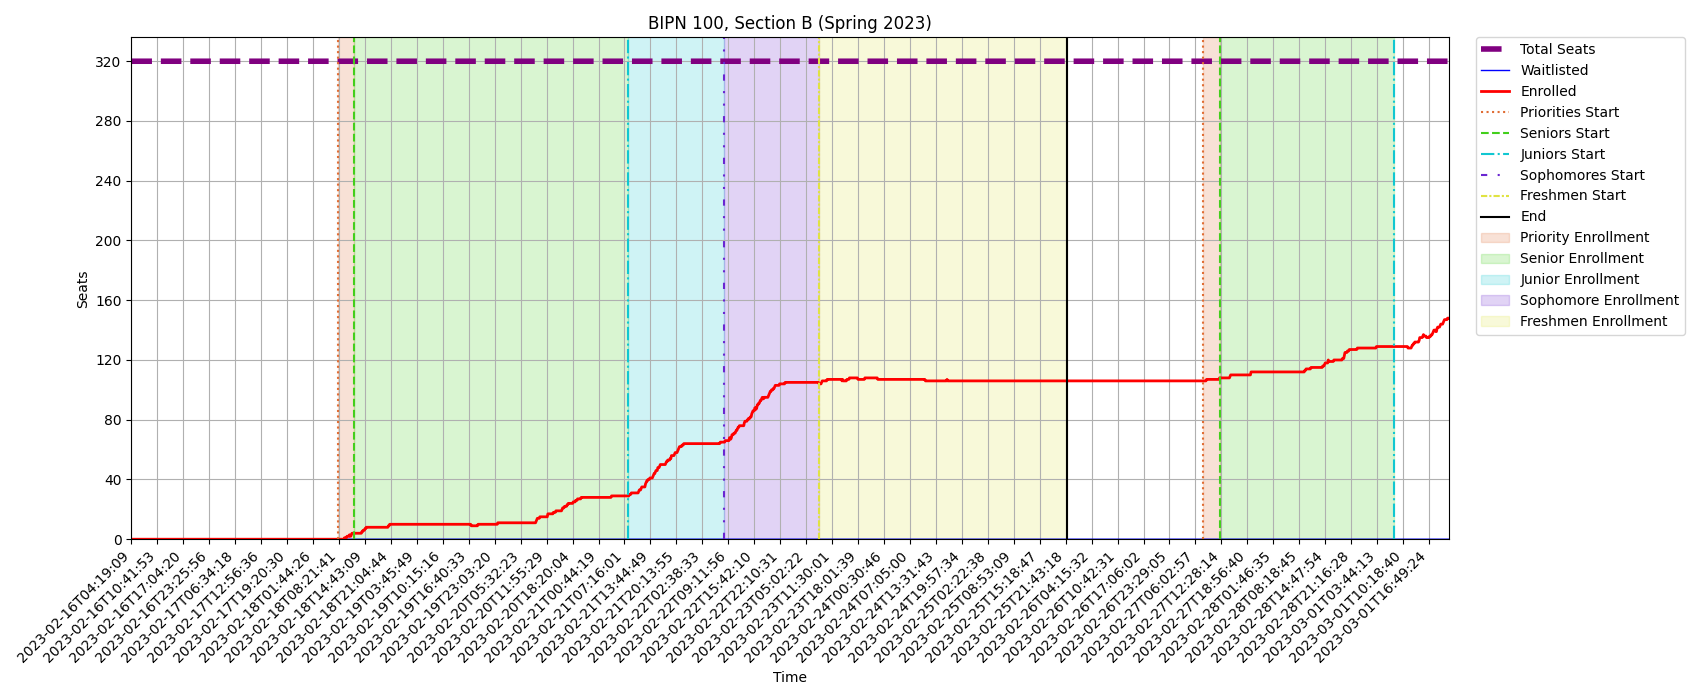 BIPN 100, Section B (Spring 2023)
Seats
320
280
240
200
160
120
80
40
0
2023-02-16T04:19:09
2023-02-16T10:41:53
2023-02-16T17:04:20
2023-02-16T23:25:56
2023-02-17T06:34:18
2023-02-17T12:56:36
2023-02-17T19:20:30
2023-02-18T01:44:26
2023-02-18T08:21:41
2023-02-18T14:43:09
2023-02-18T21:04:44
2023-02-19T03:45:49
2023-02-19T10:15:16
2023-02-19T16:40:33
2023-02-19T23:03:20
2023-02-20T05:32:23
2023-02-20T11:55:29
2023-02-20T18:20:04
2023-02-21T00:44:19
2023-02-21T07:16:01
2023-02-21T13:44:49
2023-02-21T20:13:55
2023-02-22T02:38:33
2023-02-22T09:11:56
2023-02-22T15:42:10
2023-02-22T22:10:31
2023-02-23T05:02:22
2023-02-23T11:30:01
2023-02-23T18:01:39
2023-02-24T00:30:46
2023-02-24T07:05:00
2023-02-24T13:31:43
2023-02-24T19:57:34
2023-02-25T02:22:38
2023-02-25T08:53:09
2023-02-25T15:18:47
2023-02-25T21:43:18
2023-02-26T04:15:32
2023-02-26T10:42:31
2023-02-26T17:06:02
2023-02-26T23:29:05
2023-02-27T06:02:57
2023-02-27T12:28:14
2023-02-27T18:56:40
2023-02-28T01:46:35
2023-02-28T08:18:45
2023-02-28T14:47:54
2023-02-28T21:16:28
2023-03-01T03:44:13
2023-03-01T10:18:40
2023-03-01T16:49:24
Time
Total Seats
Waitlisted
Enrolled
Priorities Start
Seniors Start
Juniors Start
Sophomores Start
Freshmen Start
End
Priority Enrollment
Senior Enrollment
Junior Enrollment
Sophomore Enrollment
Freshmen Enrollment